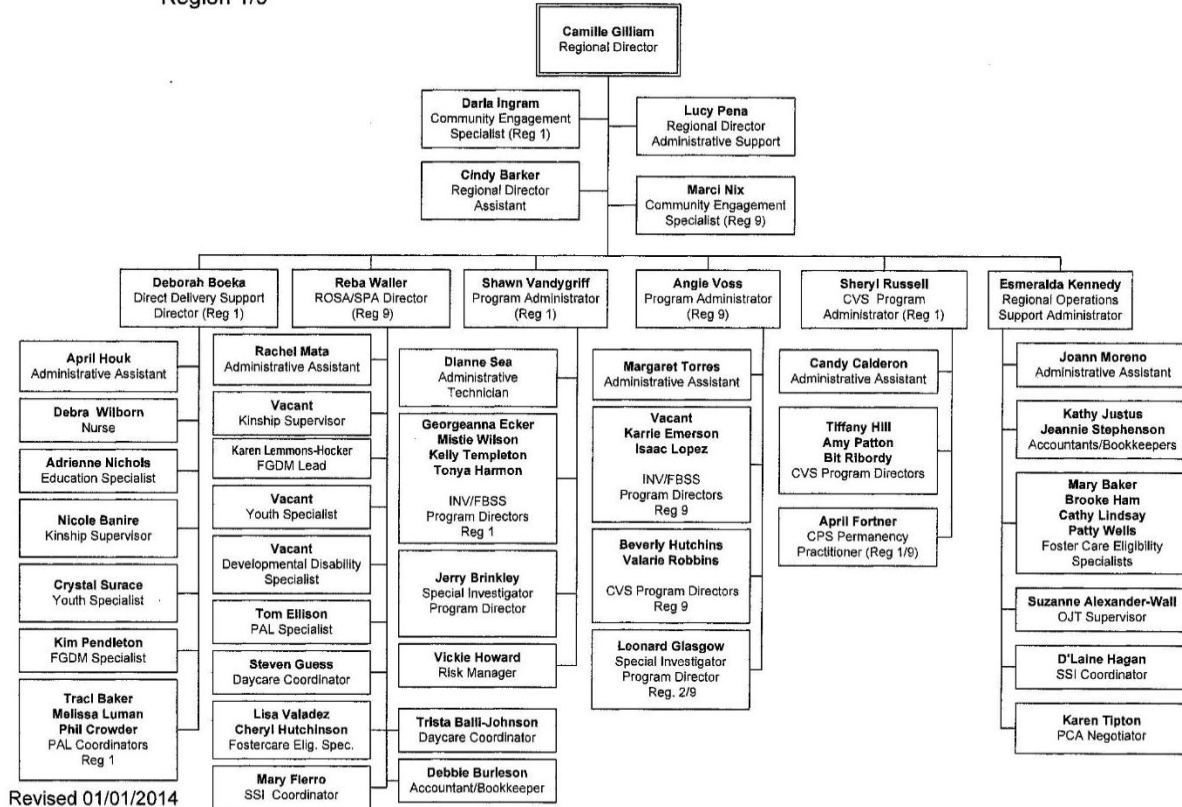 Region 1/9
Camille Gilliam
Regional Director
Darla Ingram
Community Engagement
Specialist (Reg 1)
Lucy Pena
Regional Director
Administrative Support
Cindy Barker
Regional Director
Assistant
Marci Nix
Community Engagement
Specialist (Reg 9)
Deborah Boeka
Direct Delivery Support
Director (Reg 1)
Reba Waller
ROSA/SPA Director
(Reg 9)
Shawn Vandygriff
Program Administrator
(Reg 1)
Angie Voss
Program Administrator
(Reg 9)
Sheryl Russell
CVS Program
Administrator (Reg 1)
Esmeralda Kennedy
Regional Operations
Support Administrator
April Houk
Administrative Assistant
Debra Wilborn
Nurse
Adrienne Nichols
Education Specialist
Nicole Banire
Kinship Supervisor
Crystal Surace
Youth Specialist
Kim Pendleton
FGDM Specialist
Traci Baker
Melissa Luman
Phil Crowder
PAL Coordinators
Reg 1
Rachel Mata
Administrative Assistant
Vacant
Kinship Supervisor
Karen Lemmons-Hocker
FGDM Lead
Vacant
Youth Specialist
Vacant
Developmental Disability
Specialist
Tom Ellison
PAL Specialist
Steven Guess
Daycare Coordinator
Lisa Valadez
Cheryl Hutchinson
Fostercare Elig. Spec.
Mary Fierro
SSI Coordinator
Trista Balli-Johnson
Daycare Coordinator
Debbie Burleson
Accountant/Bookkeeper
Dianne Sea
Administrative
Technician
Georgeanna Ecker
Mistie Wilson
Kelly Templeton
Tonya Harmon
INV/FBSS
Program Directors
Reg 1
Jerry Brinkley
Special Investigator
Program Director
Vickie Howard
Risk Manager
Margaret Torres
Administrative Assistant
Vacant
Karrie Emerson
Isaac Lopez
INV/FBSS
Program Directors
Reg 9
Beverly Hutchins
Valarie Robbins
CVS Program Directors
Reg 9
Leonard Glasgow
Special Investigator
Program Director
Reg. 2/9
Candy Calderon
Administrative Assistant
Tiffany Hill
Amy Patton
Bit Ribordy
CVS Program Directors
April Fortner
CPS Permanency
Practitioner (Reg 1/9)
Joann Moreno
Administrative Assistant
Kathy Justus
Jeannie Stephenson
Accountants/Bookkeepers
Mary Baker
Brooke Ham
Cathy Lindsay
Patty Wells
Foster Care Eligibility
Specialists
Suzanne Alexander-Wall
OJT Supervisor
D'Laine Hagan
SSI Coordinator
Karen Tipton
PCA Negotiator
Revised 01/01/2014